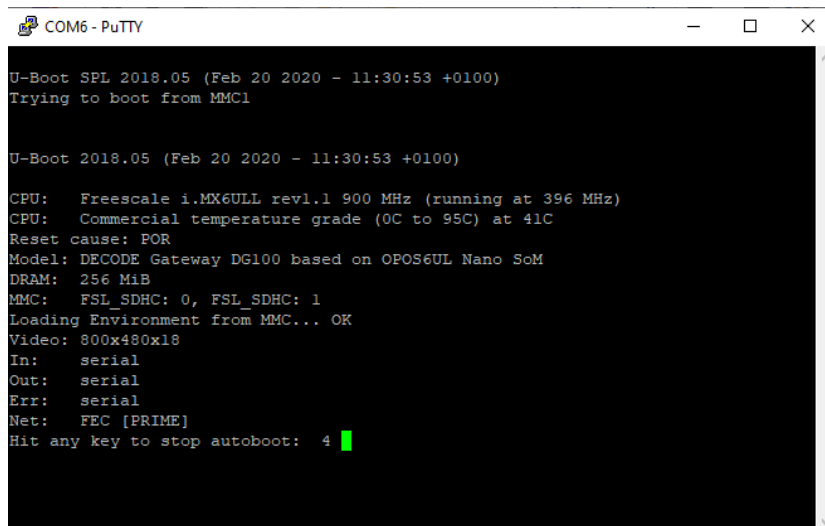 COM6 - PuTTY
U-Boot SPL 2018.05 (Feb 20 2020 - 11:30:53 +0100)
Trying to boot from MMC1
U-Boot 2018.05 (Feb 20 2020 - 11:30:53 +0100)
CPU:   Freescale i.MX6ULL rev1.1 900 MHz (running at 396 MHz)
CPU:   Commercial temperature grade (0C to 95C) at 41C
Reset cause: POR
Model: DECODE Gateway DG100 based on OPOS6UL Nano SoM
DRAM:  256 MiB
MMC:   FSL_SDHC: 0, FSL_SDHC: 1
Loading Environment from MMC... OK
Video: 800x480x18
In:    serial
Out:   serial
Err:   serial
Net:   FEC [PRIME]
Hit any key to stop autoboot:  4